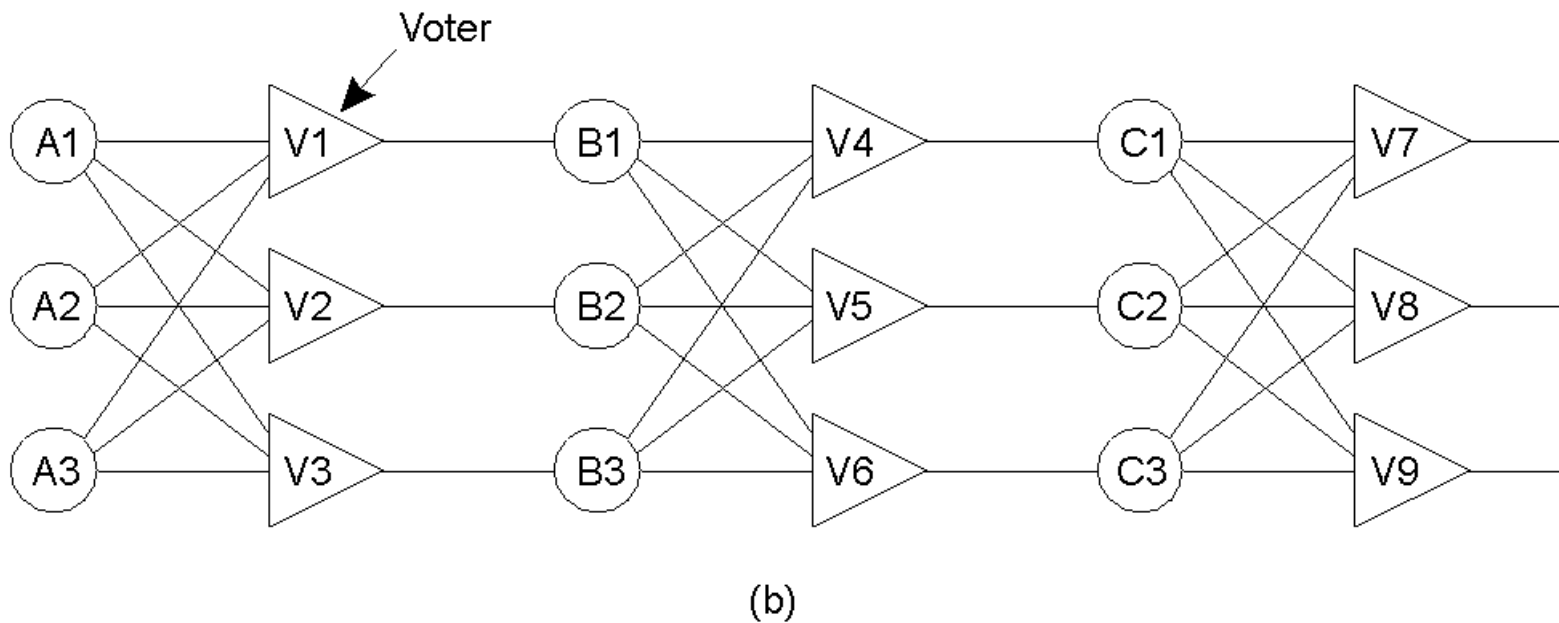 Voter
A1 V1 B1 V4 C1 V7
A2 V2 B2 V5 C2 V8
A3 V3 B3 V6 C3 V9
(b)